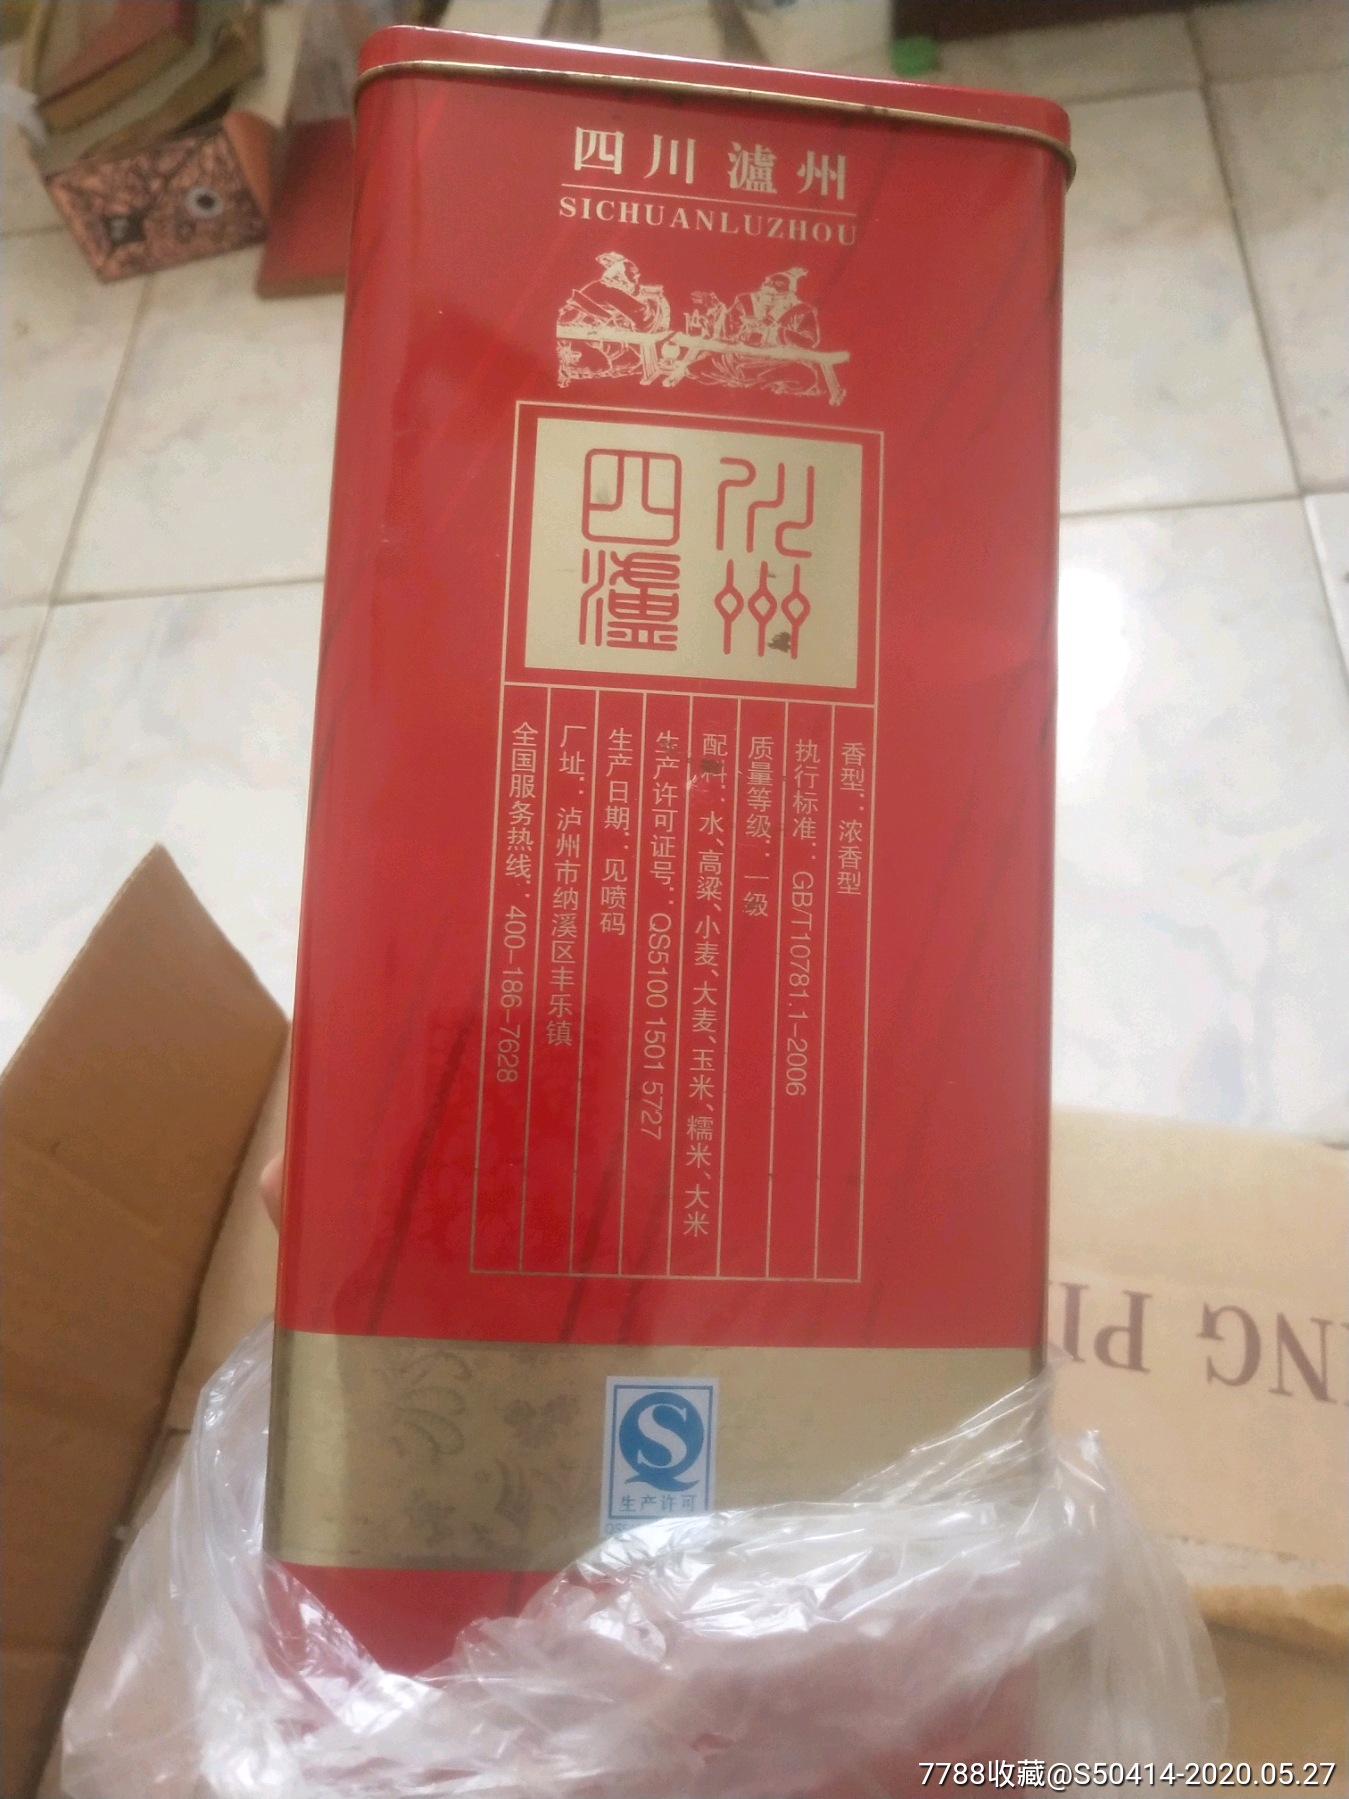 四川瀘州
SICHUANLUZHOU
四川
瀘州
香型：浓香型
执行标准：GB/T10781.1-2006
质量等级：一级
配料：水、高粱、小麦、大麦、玉米、糯米、大米
生产许可证号：QS5100 1501 5727
生产日期：见喷码
厂址：泸州市纳溪区丰乐镇
全国服务热线：400-186-7628
生产许可
NG PI
7788收藏@S50414-2020.05.27